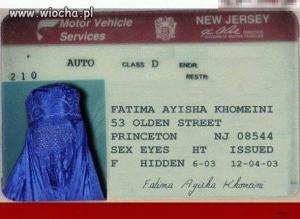 www.wiocha.pl
Motor Vehicle
Services
NEW JERSEY
AUTO CLASS D ENDR:
RESTR:
210
FATIMA AYISHA KHOMEINI
53 OLDEN STREET
PRINCETON NJ 08544
SEX EYES HT ISSUED
F HIDDEN 6-03 12-04-03
Fatima Ayisha Khomeini